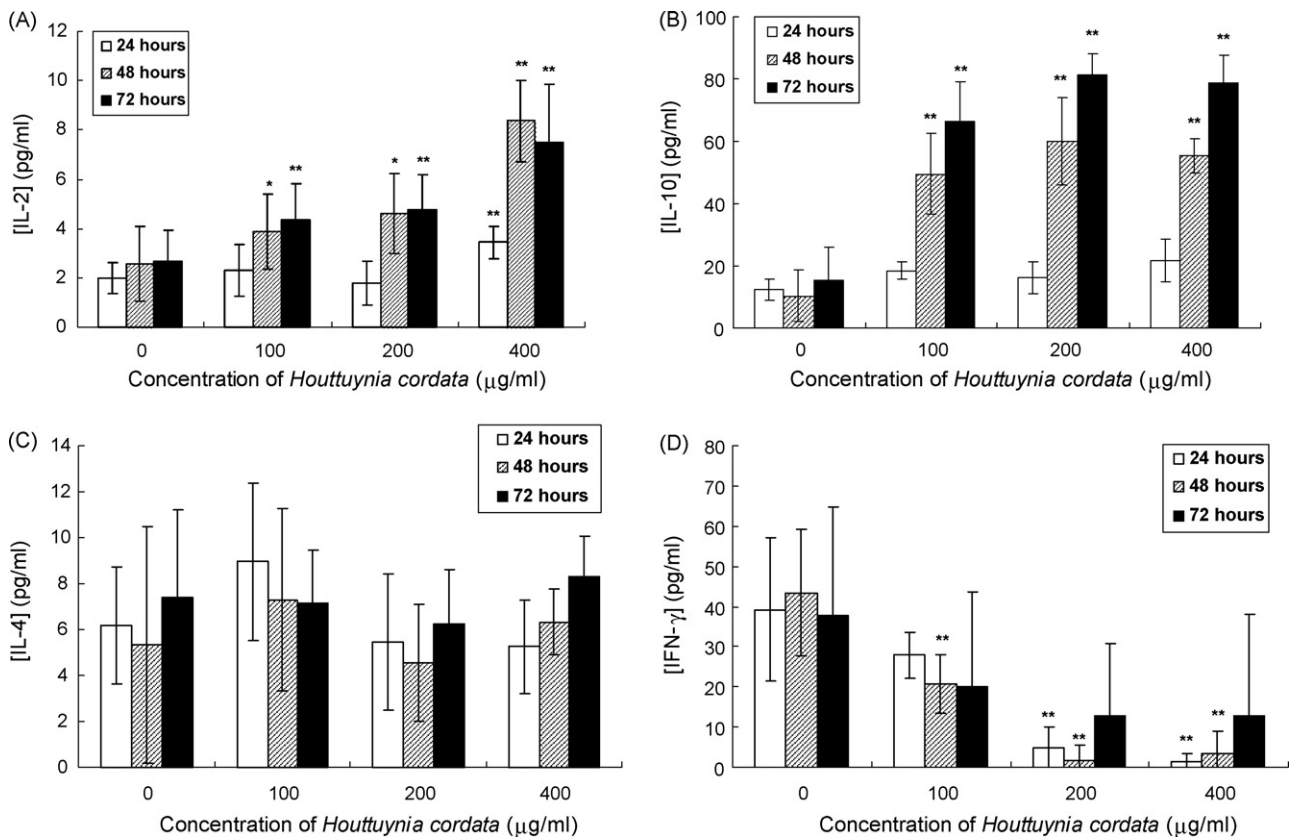 (A)
24 hours
48 hours
72 hours
12
10
8
6
4
2
0
[IL-2] (pg/ml)
* ** * ** ** ** **
0 100 200 400
Concentration of Houttuynia cordata (μg/ml)
(B)
24 hours
48 hours
72 hours
100
80
60
40
20
0
[IL-10] (pg/ml)
** ** ** ** ** **
0 100 200 400
Concentration of Houttuynia cordata (μg/ml)
(C)
24 hours
48 hours
72 hours
14
12
10
8
6
4
2
0
[IL-4] (pg/ml)
0 100 200 400
Concentration of Houttuynia cordata (μg/ml)
(D)
24 hours
48 hours
72 hours
80
70
60
50
40
30
20
10
0
[IFN-γ] (pg/ml)
** ** ** ** **
0 100 200 400
Concentration of Houttuynia cordata (μg/ml)